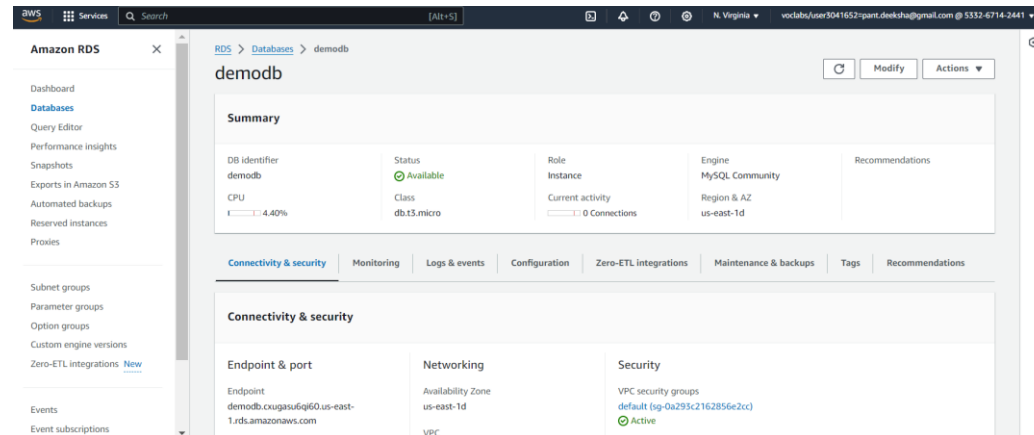 aws Services Search [Alt+S] N. Virginia voclabs/user3041652=pant.deeksha@gmail.com @ 5332-6714-2441
Amazon RDS
Dashboard
Databases
Query Editor
Performance insights
Snapshots
Exports in Amazon S3
Automated backups
Reserved instances
Proxies
Subnet groups
Parameter groups
Option groups
Custom engine versions
Zero-ETL integrations New
Events
Event subscriptions
RDS > Databases > demodb
demodb
Modify Actions
Summary
DB identifier
demodb
Status
Available
Role
Instance
Engine
MySQL Community
Recommendations
CPU
4.40%
Class
db.t3.micro
Current activity
0 Connections
Region & AZ
us-east-1d
Connectivity & security Monitoring Logs & events Configuration Zero-ETL integrations Maintenance & backups Tags Recommendations
Connectivity & security
Endpoint & port
Endpoint
demodb.cxugasu6qi60.us-east-
1.rds.amazonaws.com
Networking
Availability Zone
us-east-1d
VPC
Security
VPC security groups
default (sg-0a293c2162856e2cc)
Active